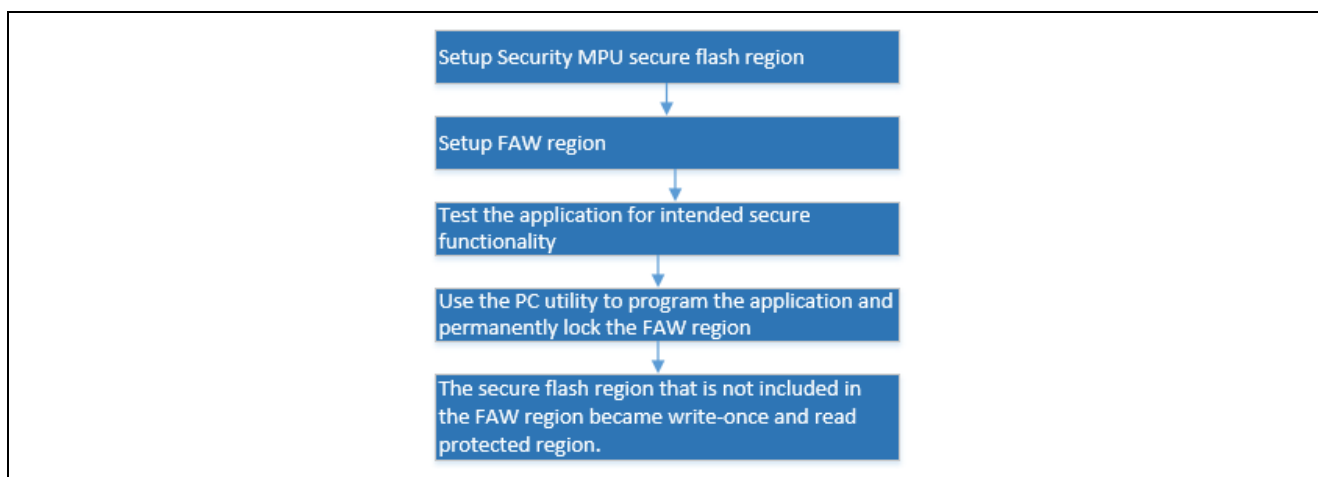 Setup Security MPU secure flash region
Setup FAW region
Test the application for intended secure
functionality
Use the PC utility to program the application and
permanently lock the FAW region
The secure flash region that is not included in
the FAW region became write-once and read
protected region.